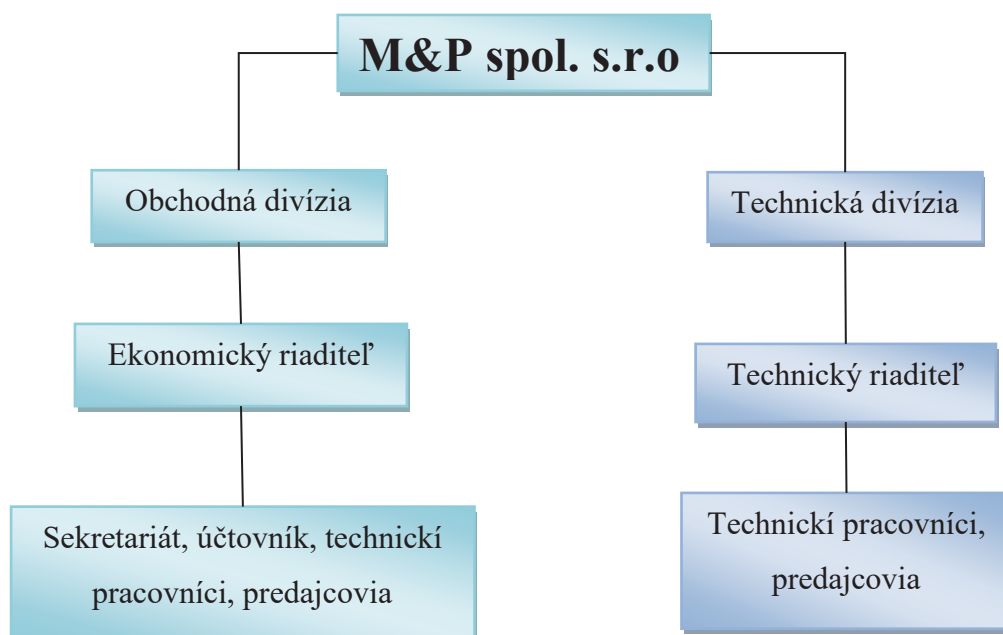 M&P spol. s.r.o
Obchodná divízia
Technická divízia
Ekonomický riaditeľ
Technický riaditeľ
Sekretariát, účtovník, technickí
pracovníci, predajcovia
Technickí pracovníci,
predajcovia